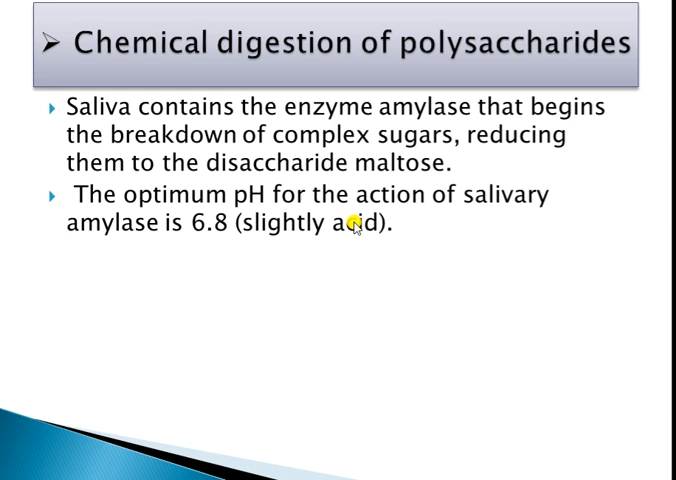 ➢ Chemical digestion of polysaccharides
Saliva contains the enzyme amylase that begins
the breakdown of complex sugars, reducing
them to the disaccharide maltose.
The optimum pH for the action of salivary
amylase is 6.8 (slightly acid).